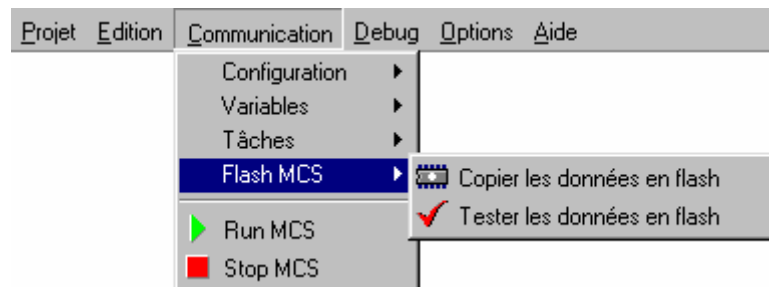 Projet Edition Communication Debug Options Aide
Configuration
Variables
Tâches
Flash MCS
Copier les données en flash
Tester les données en flash
Run MCS
Stop MCS